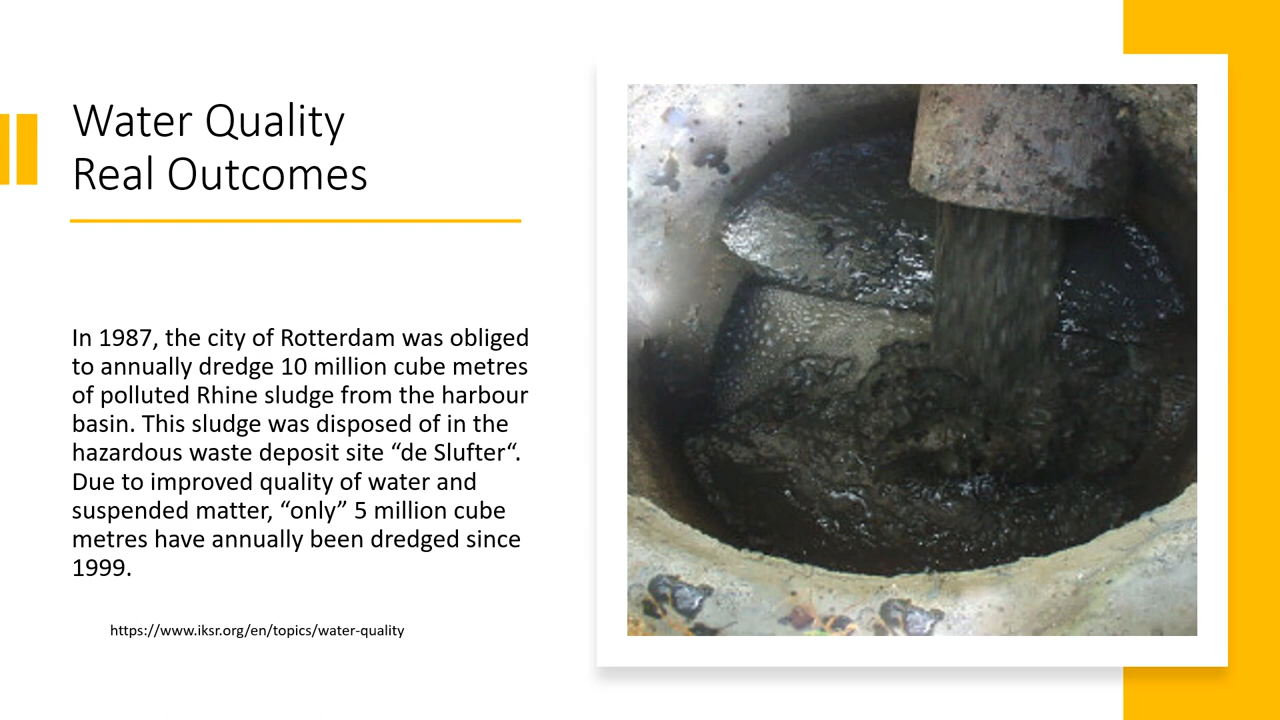 Water Quality
Real Outcomes
In 1987, the city of Rotterdam was obliged
to annually dredge 10 million cube metres
of polluted Rhine sludge from the harbour
basin. This sludge was disposed of in the
hazardous waste deposit site “de Slufter“.
Due to improved quality of water and
suspended matter, “only” 5 million cube
metres have annually been dredged since
1999.
https://www.iksr.org/en/topics/water-quality